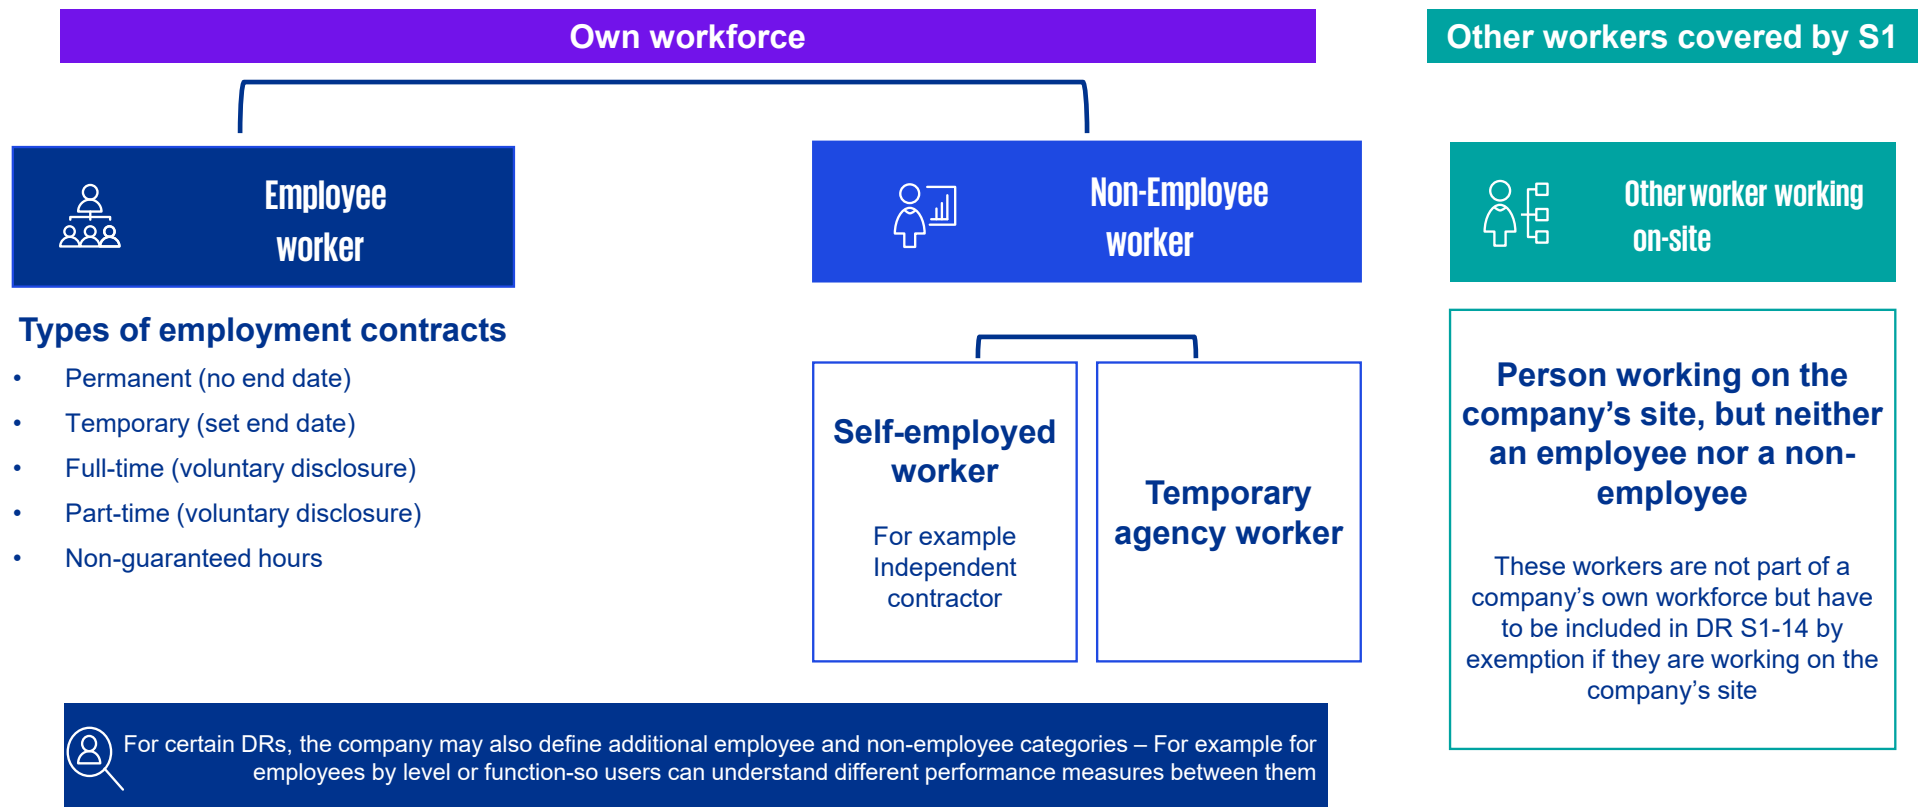 Own workforce
Other workers covered by S1
Employee
worker
Non-Employee
worker
Other worker working
on-site
Types of employment contracts
• Permanent (no end date)
• Temporary (set end date)
• Full-time (voluntary disclosure)
• Part-time (voluntary disclosure)
• Non-guaranteed hours
Self-employed
worker
For example
Independent
contractor
Temporary
agency worker
Person working on the
company’s site, but neither
an employee nor a non-
employee
These workers are not part of a
company’s own workforce but have
to be included in DR S1-14 by
exemption if they are working on the
company’s site
For certain DRs, the company may also define additional employee and non-employee categories – For example for
employees by level or function-so users can understand different performance measures between them